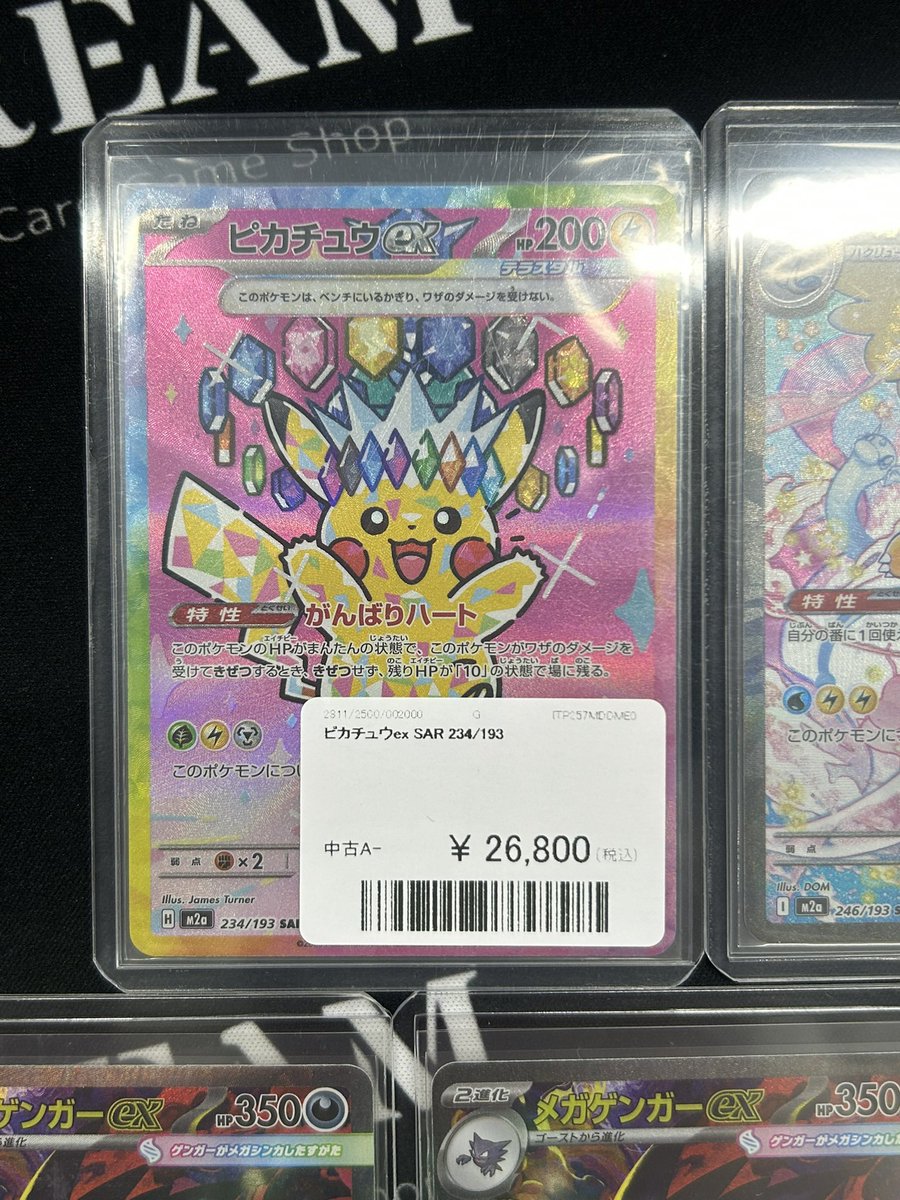 REAM
Card Game Shop
たね
ピカチュウex
HP200
テラスタル
このポケモンは、ベンチにいるかぎり、ワザのダメージを受けない。
特性
とくせい
がんばりハート
このポケモンのHPがまんたんの状態で、このポケモンがワザのダメージを
受けてきぜつするとき、きぜつせず、残りHPが「10」の状態で場に残る。
このポケモンについ
弱点
×2
Illus. James Turner
H m2a 234/193 SAR
ピカチュウex SAR 234/193
中古A-
¥ 26,800(税込)
特性
自分の番に1回使え
このポケモンに
弱点
Illus. DOM
I m2a 246/193 S
EAM
ゲンガーex
HP350
進化
ゲンガーがメガシンカしたすがた
2進化
メガゲンガーex
HP350
ゴーストから進化
ゲンガーがメガシンカした